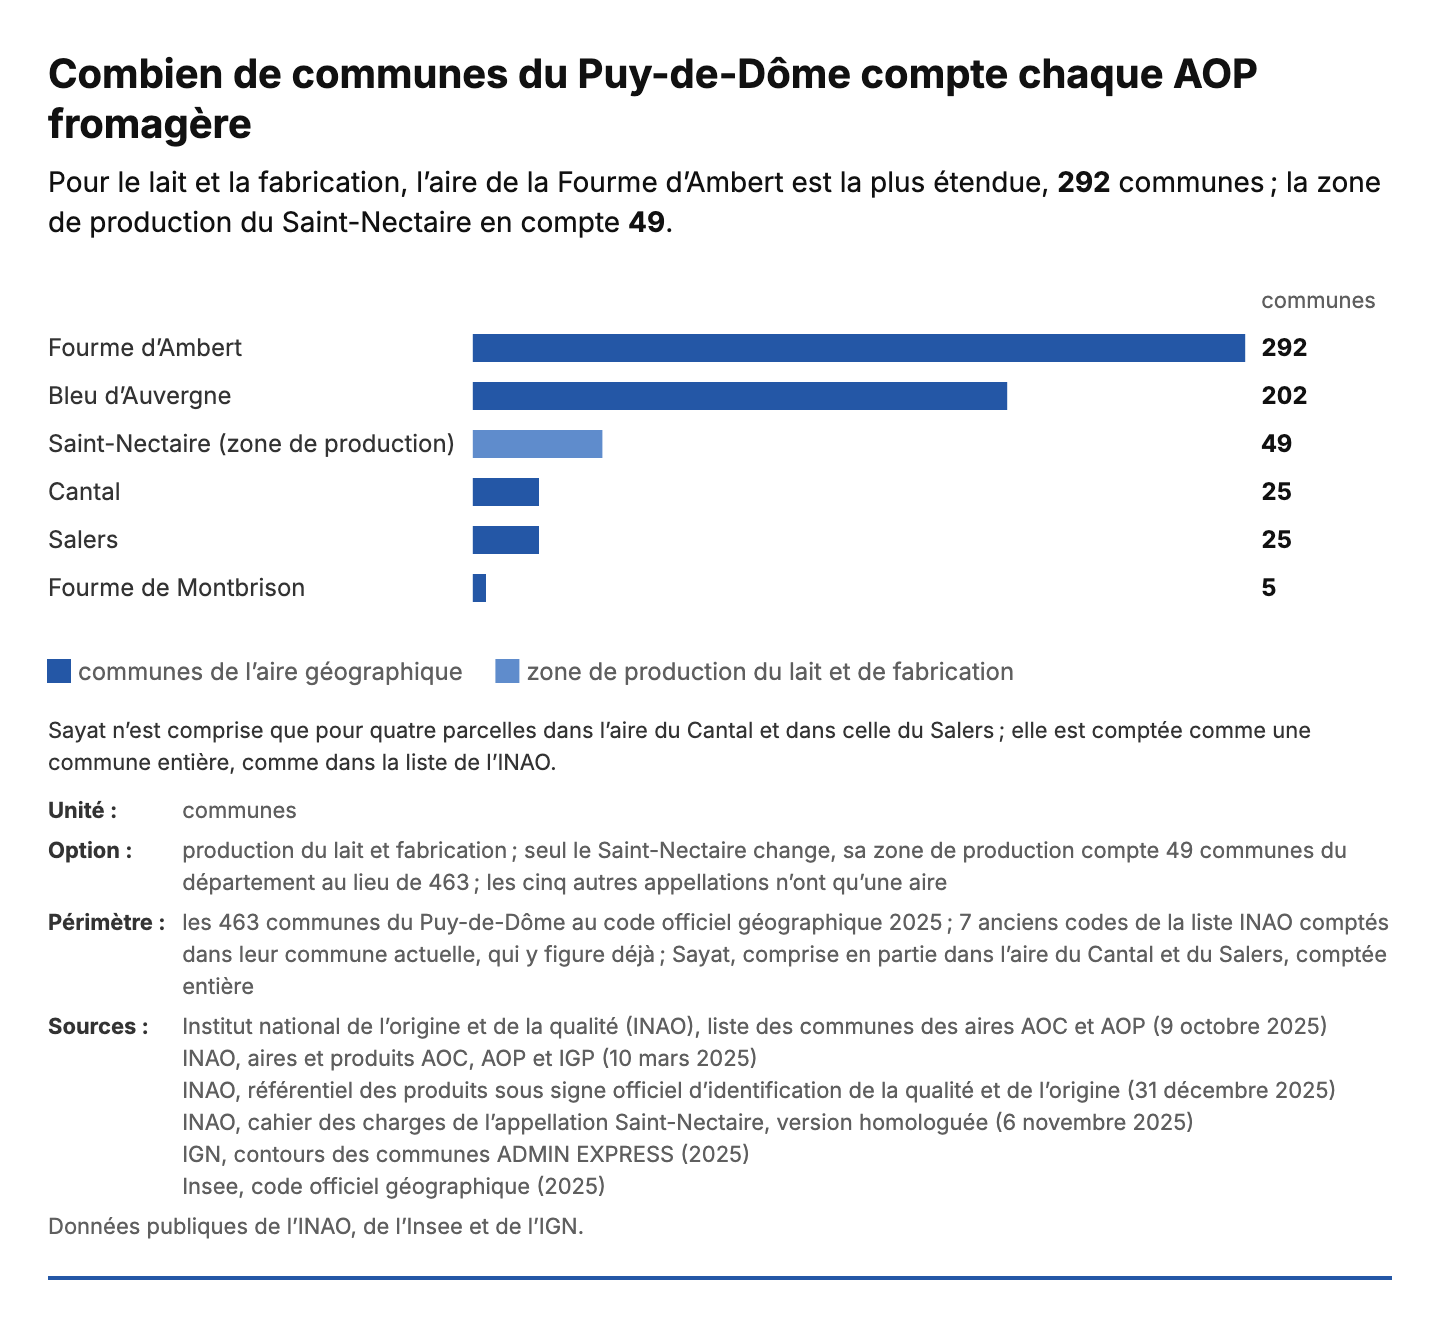 Combien de communes du Puy-de-Dôme compte chaque AOP
fromagère
Pour le lait et la fabrication, l’aire de la Fourme d’Ambert est la plus étendue, 292 communes ; la zone
de production du Saint-Nectaire en compte 49.
communes
Fourme d’Ambert 292
Bleu d’Auvergne 202
Saint-Nectaire (zone de production) 49
Cantal 25
Salers 25
Fourme de Montbrison 5
communes de l’aire géographique zone de production du lait et de fabrication
Sayat n’est comprise que pour quatre parcelles dans l’aire du Cantal et dans celle du Salers ; elle est comptée comme une
commune entière, comme dans la liste de l’INAO.
Unité : communes
Option : production du lait et fabrication ; seul le Saint-Nectaire change, sa zone de production compte 49 communes du
département au lieu de 463 ; les cinq autres appellations n’ont qu’une aire
Périmètre : les 463 communes du Puy-de-Dôme au code officiel géographique 2025 ; 7 anciens codes de la liste INAO comptés
dans leur commune actuelle, qui y figure déjà ; Sayat, comprise en partie dans l’aire du Cantal et du Salers, comptée
entière
Sources : Institut national de l’origine et de la qualité (INAO), liste des communes des aires AOC et AOP (9 octobre 2025)
INAO, aires et produits AOC, AOP et IGP (10 mars 2025)
INAO, référentiel des produits sous signe officiel d’identification de la qualité et de l’origine (31 décembre 2025)
INAO, cahier des charges de l’appellation Saint-Nectaire, version homologuée (6 novembre 2025)
IGN, contours des communes ADMIN EXPRESS (2025)
Insee, code officiel géographique (2025)
Données publiques de l’INAO, de l’Insee et de l’IGN.